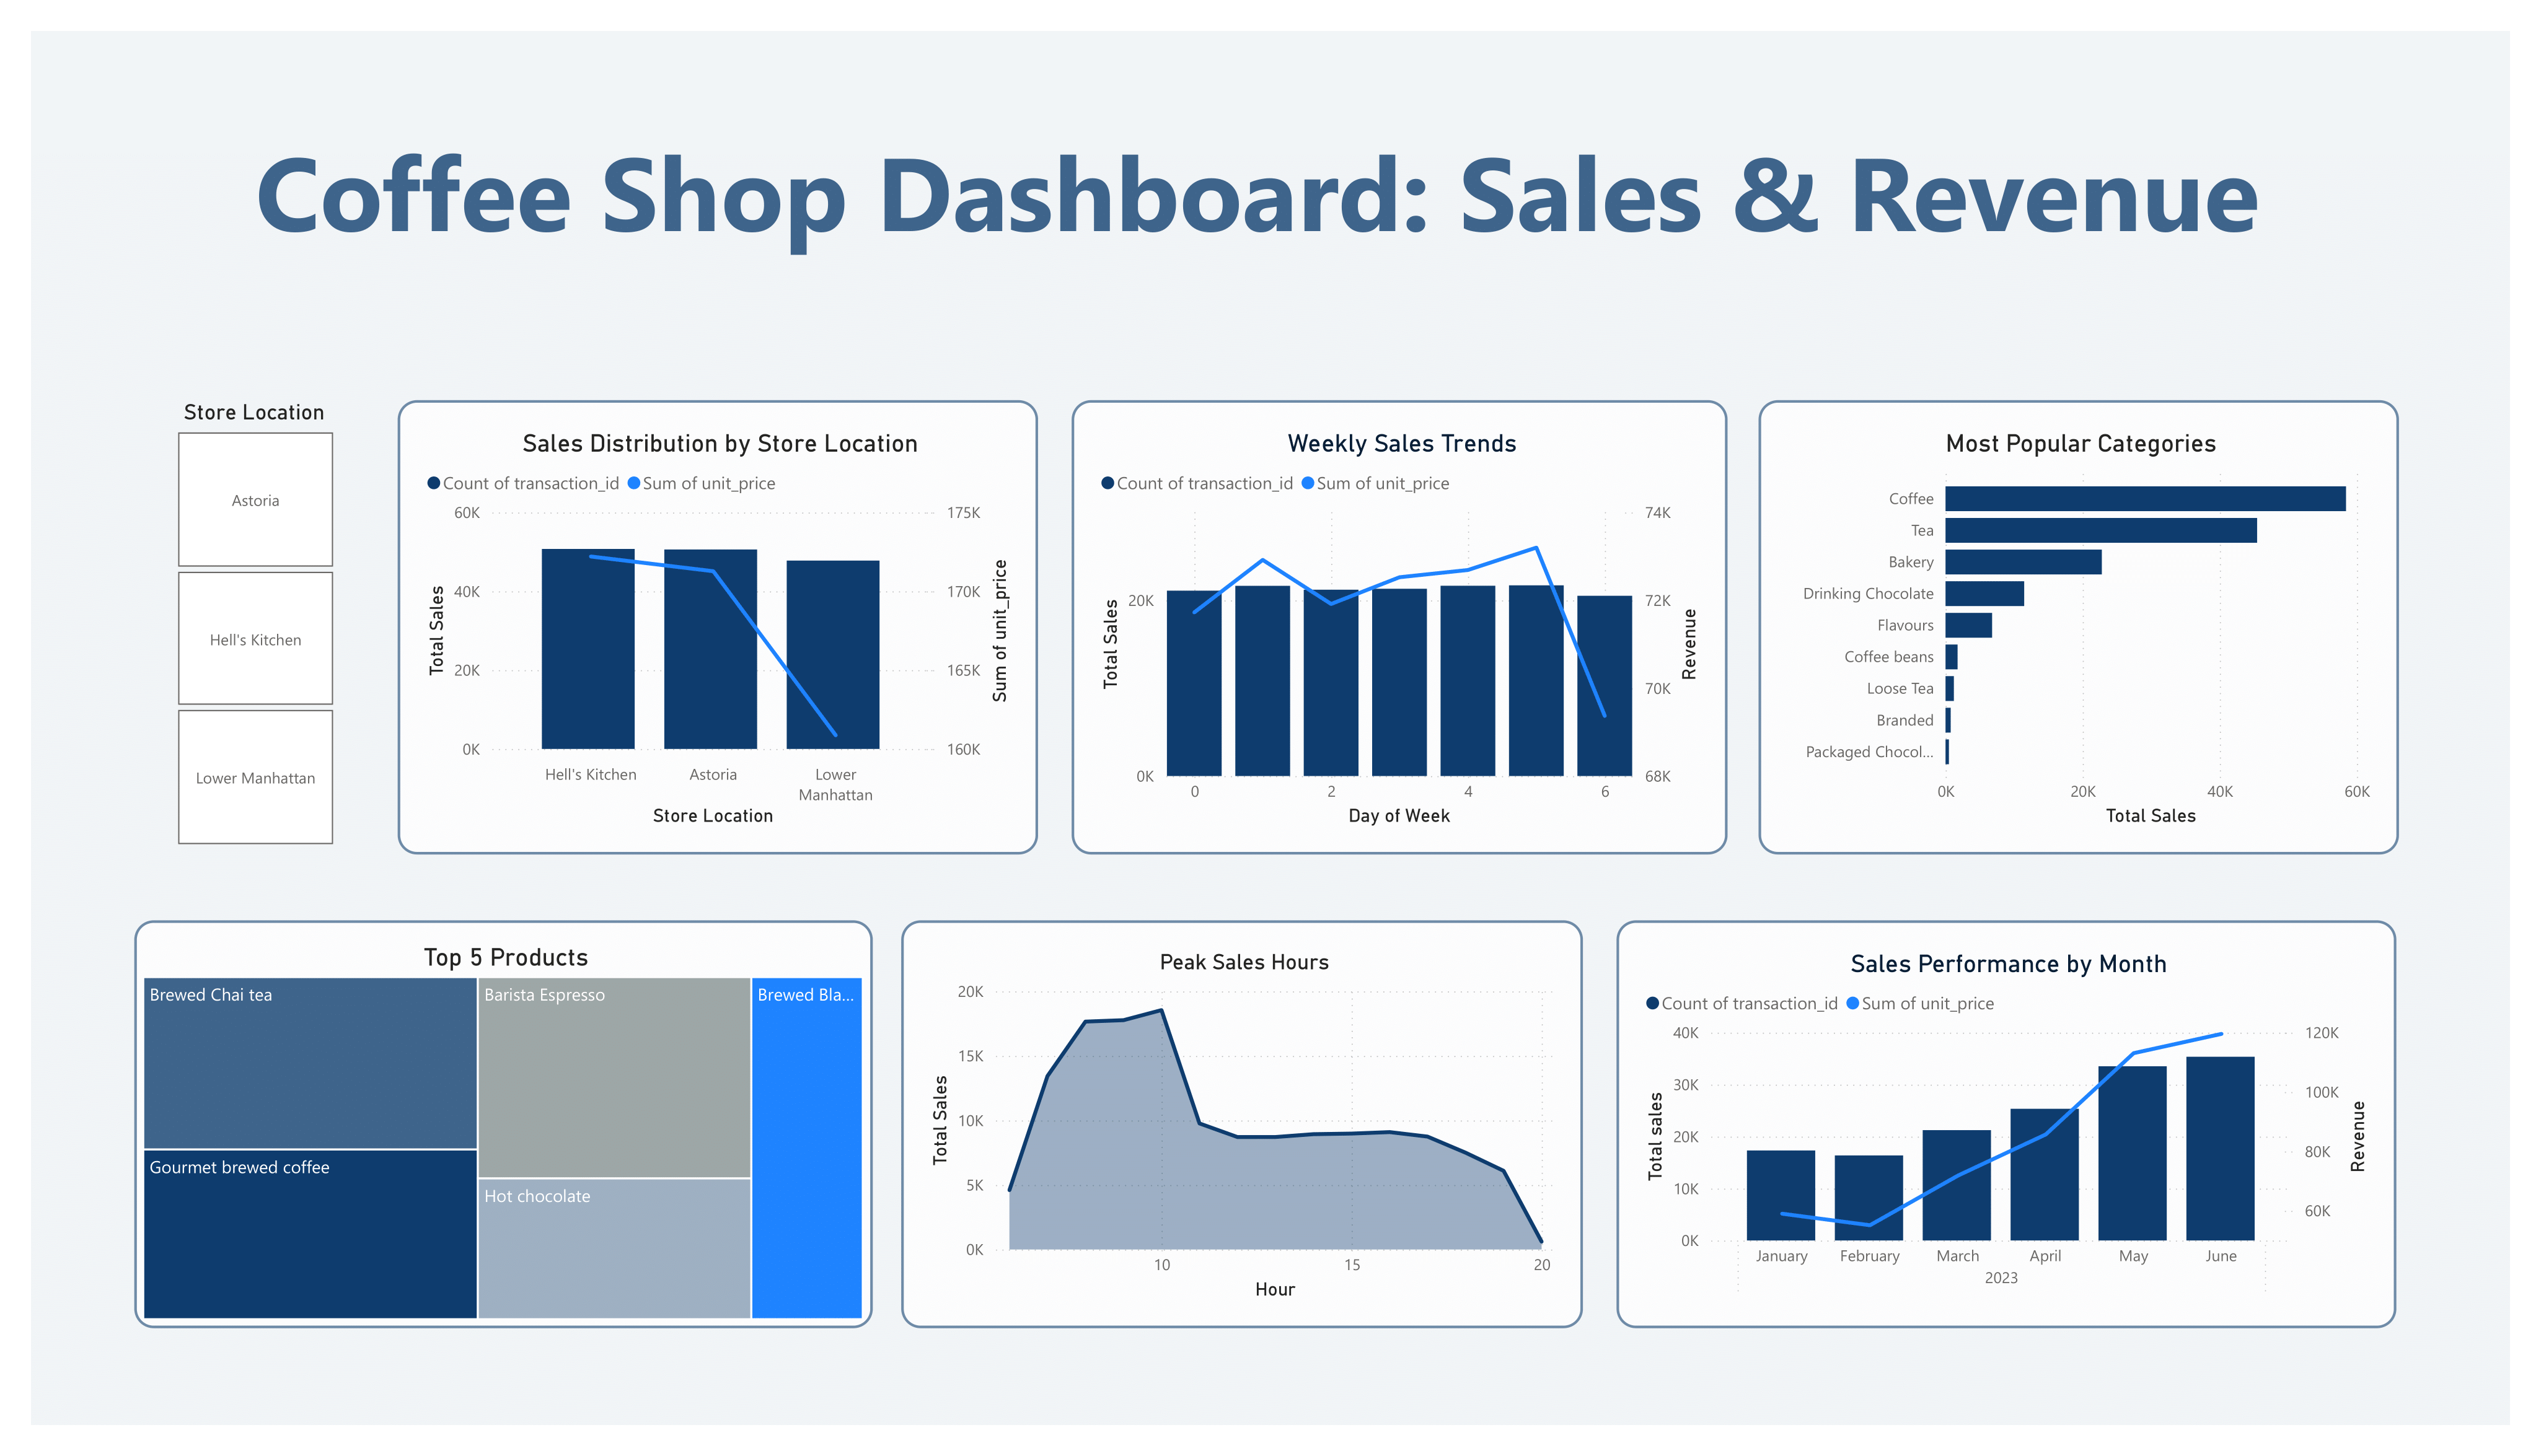 Coffee Shop Dashboard: Sales & Revenue
Store Location
Astoria
Hell's Kitchen
Lower Manhattan
Sales Distribution by Store Location
Count of transaction_id Sum of unit_price
Total Sales
60K
40K
20K
0K
175K
170K
165K
160K
Sum of unit_price
Hell's Kitchen
Astoria
Lower
Manhattan
Store Location
Weekly Sales Trends
Count of transaction_id Sum of unit_price
Total Sales
20K
0K
74K
72K
70K
68K
Revenue
0 2 4 6
Day of Week
Most Popular Categories
Coffee
Tea
Bakery
Drinking Chocolate
Flavours
Coffee beans
Loose Tea
Branded
Packaged Chocol...
0K 20K 40K 60K
Total Sales
Top 5 Products
Brewed Chai tea
Gourmet brewed coffee
Barista Espresso
Hot chocolate
Brewed Bla...
Peak Sales Hours
Total Sales
20K
15K
10K
5K
0K
10 15 20
Hour
Sales Performance by Month
Count of transaction_id Sum of unit_price
Total sales
40K
30K
20K
10K
0K
120K
100K
80K
60K
Revenue
January February March April May June
2023